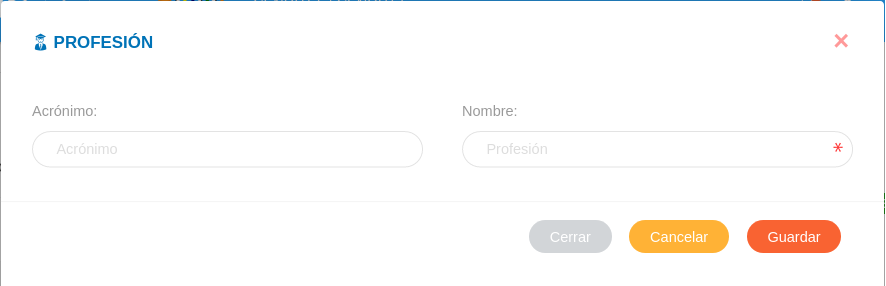 PROFESIÓN
Acrónimo: Nombre:
Acrónimo Profesión *
Cerrar Cancelar Guardar